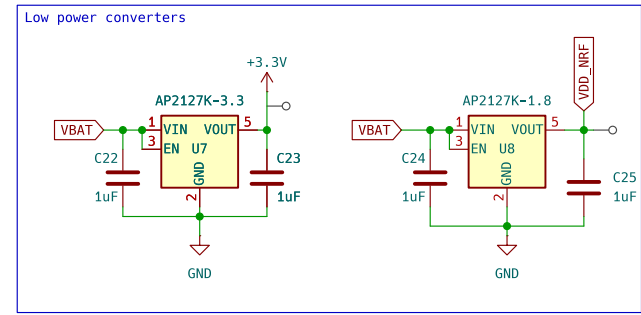 Low power converters
+3.3V
AP2127K-3.3
VBAT
1 VIN VOUT 5
3 EN U7
GND
2
C22
1uF
C23
1uF
GND
VDD_NRF
AP2127K-1.8
VBAT
1 VIN VOUT 5
3 EN U8
GND
2
C24
1uF
C25
1uF
GND